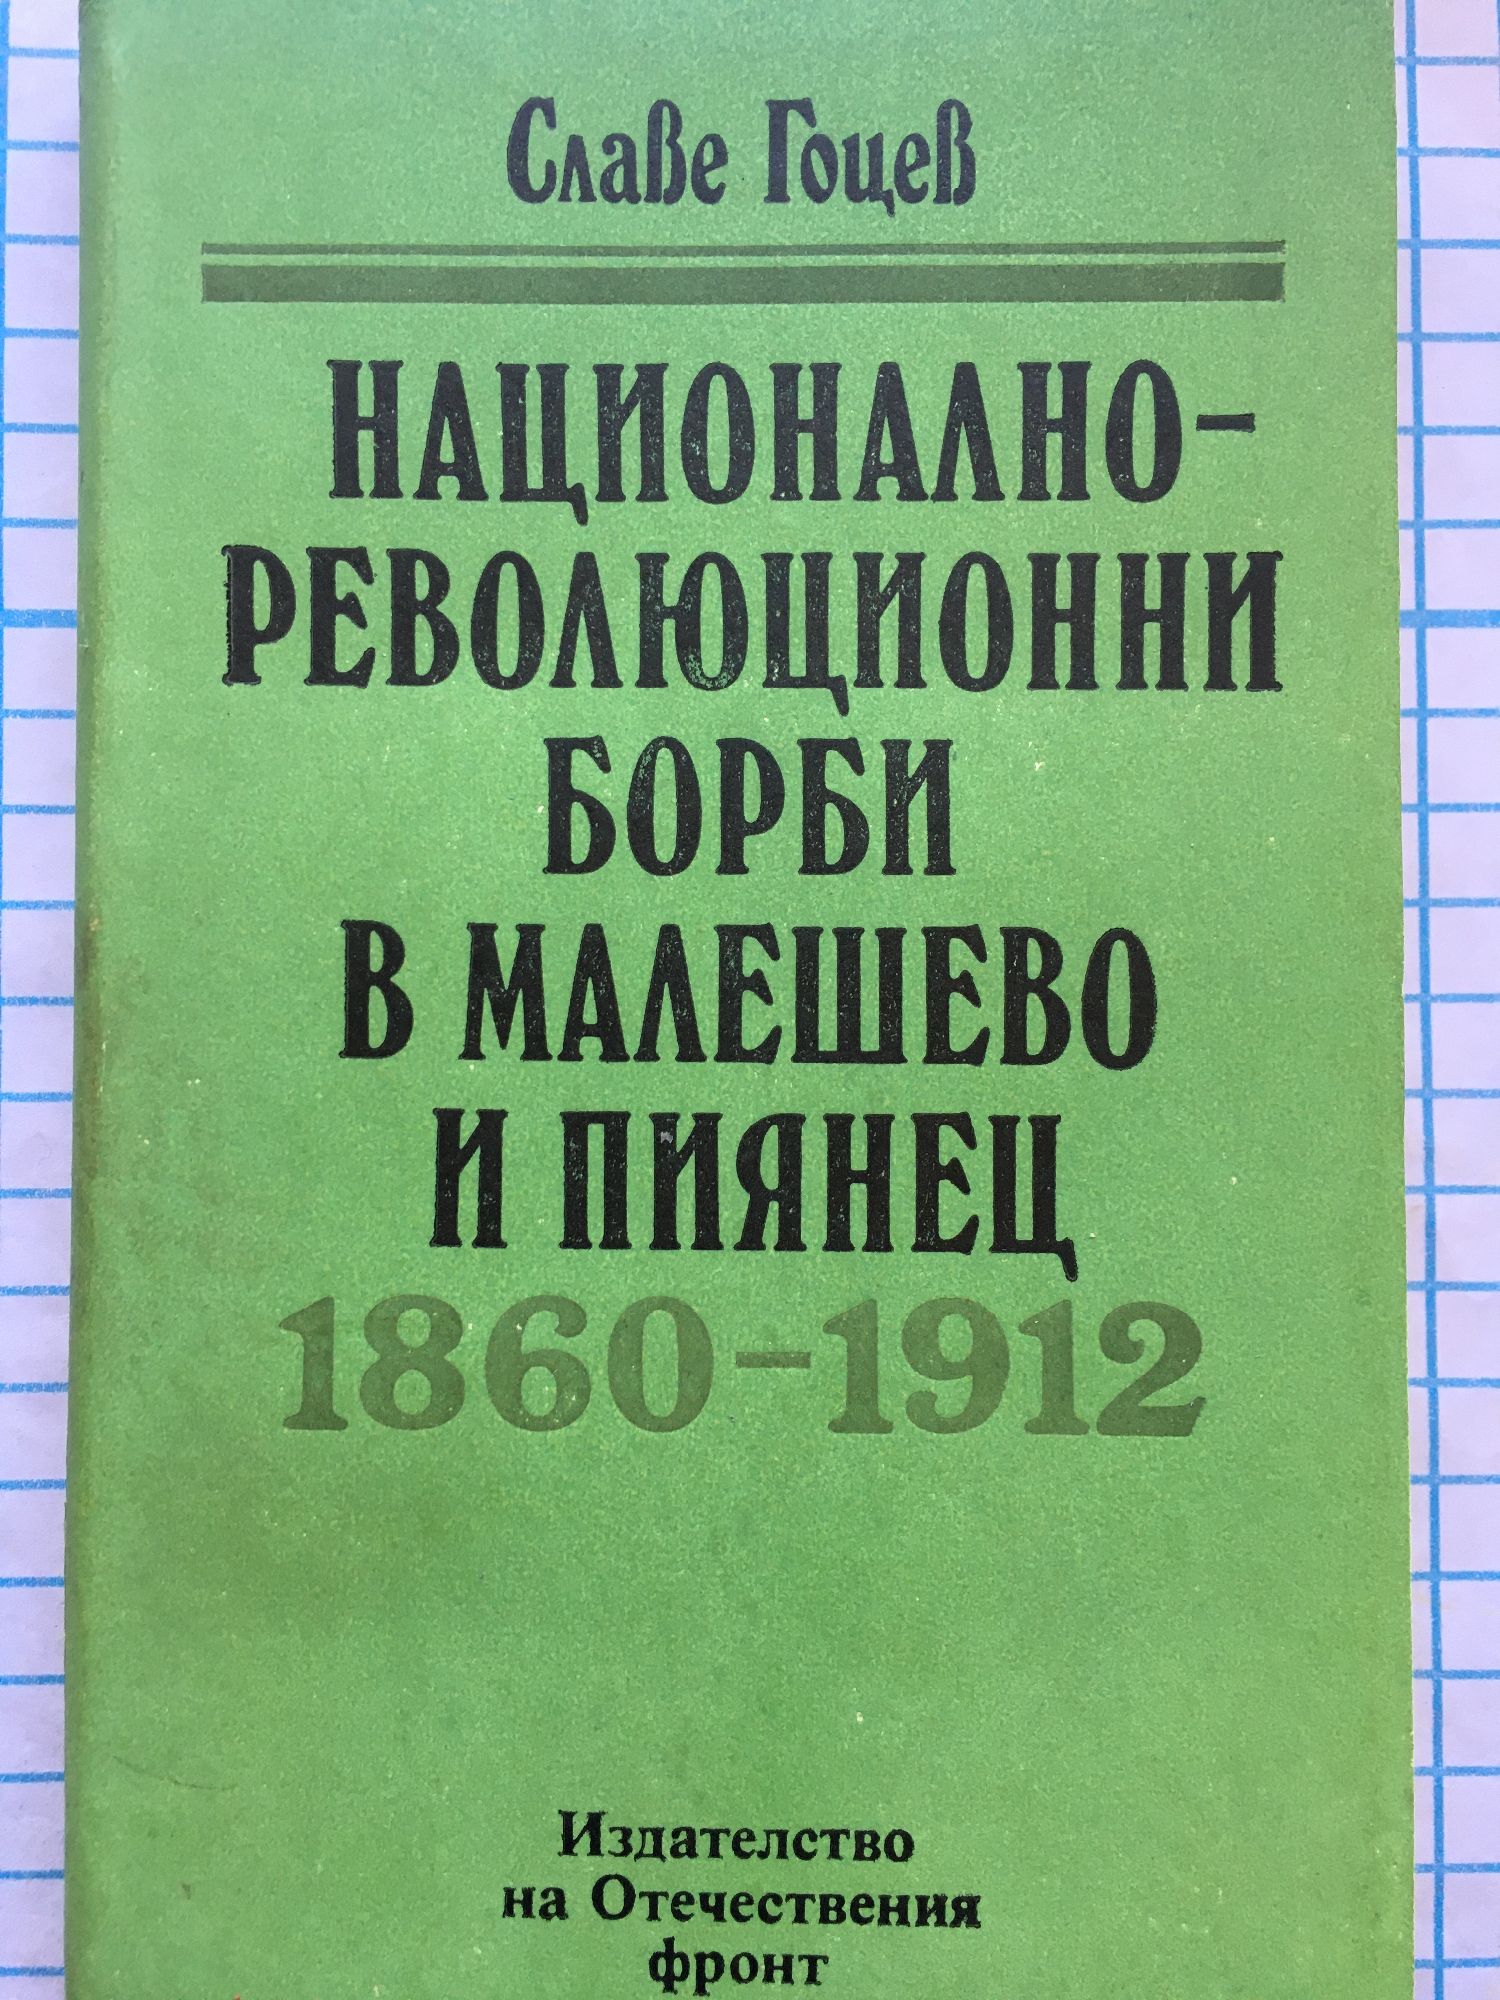 Славе Гоцев
НАЦИОНАЛНО-
РЕВОЛЮЦИОННИ
БОРБИ
В МАЛЕШЕВО
И ПИЯНЕЦ
1860–1912
Издателство
на Отечествения
фронт